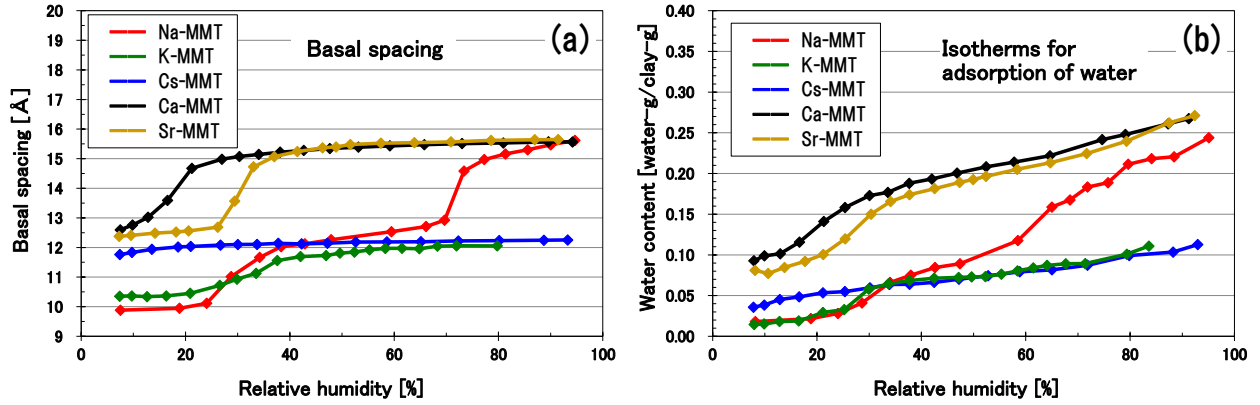 (a)
Basal spacing
Na-MMT
K-MMT
Cs-MMT
Ca-MMT
Sr-MMT
Basal spacing [Å]
20
19
18
17
16
15
14
13
12
11
10
9
0
20
40
60
80
100
Relative humidity [%]
(b)
Isotherms for
adsorption of water
Na-MMT
K-MMT
Cs-MMT
Ca-MMT
Sr-MMT
Water content [water-g/clay-g]
0.40
0.35
0.30
0.25
0.20
0.15
0.10
0.05
0.00
0
20
40
60
80
100
Relative humidity [%]